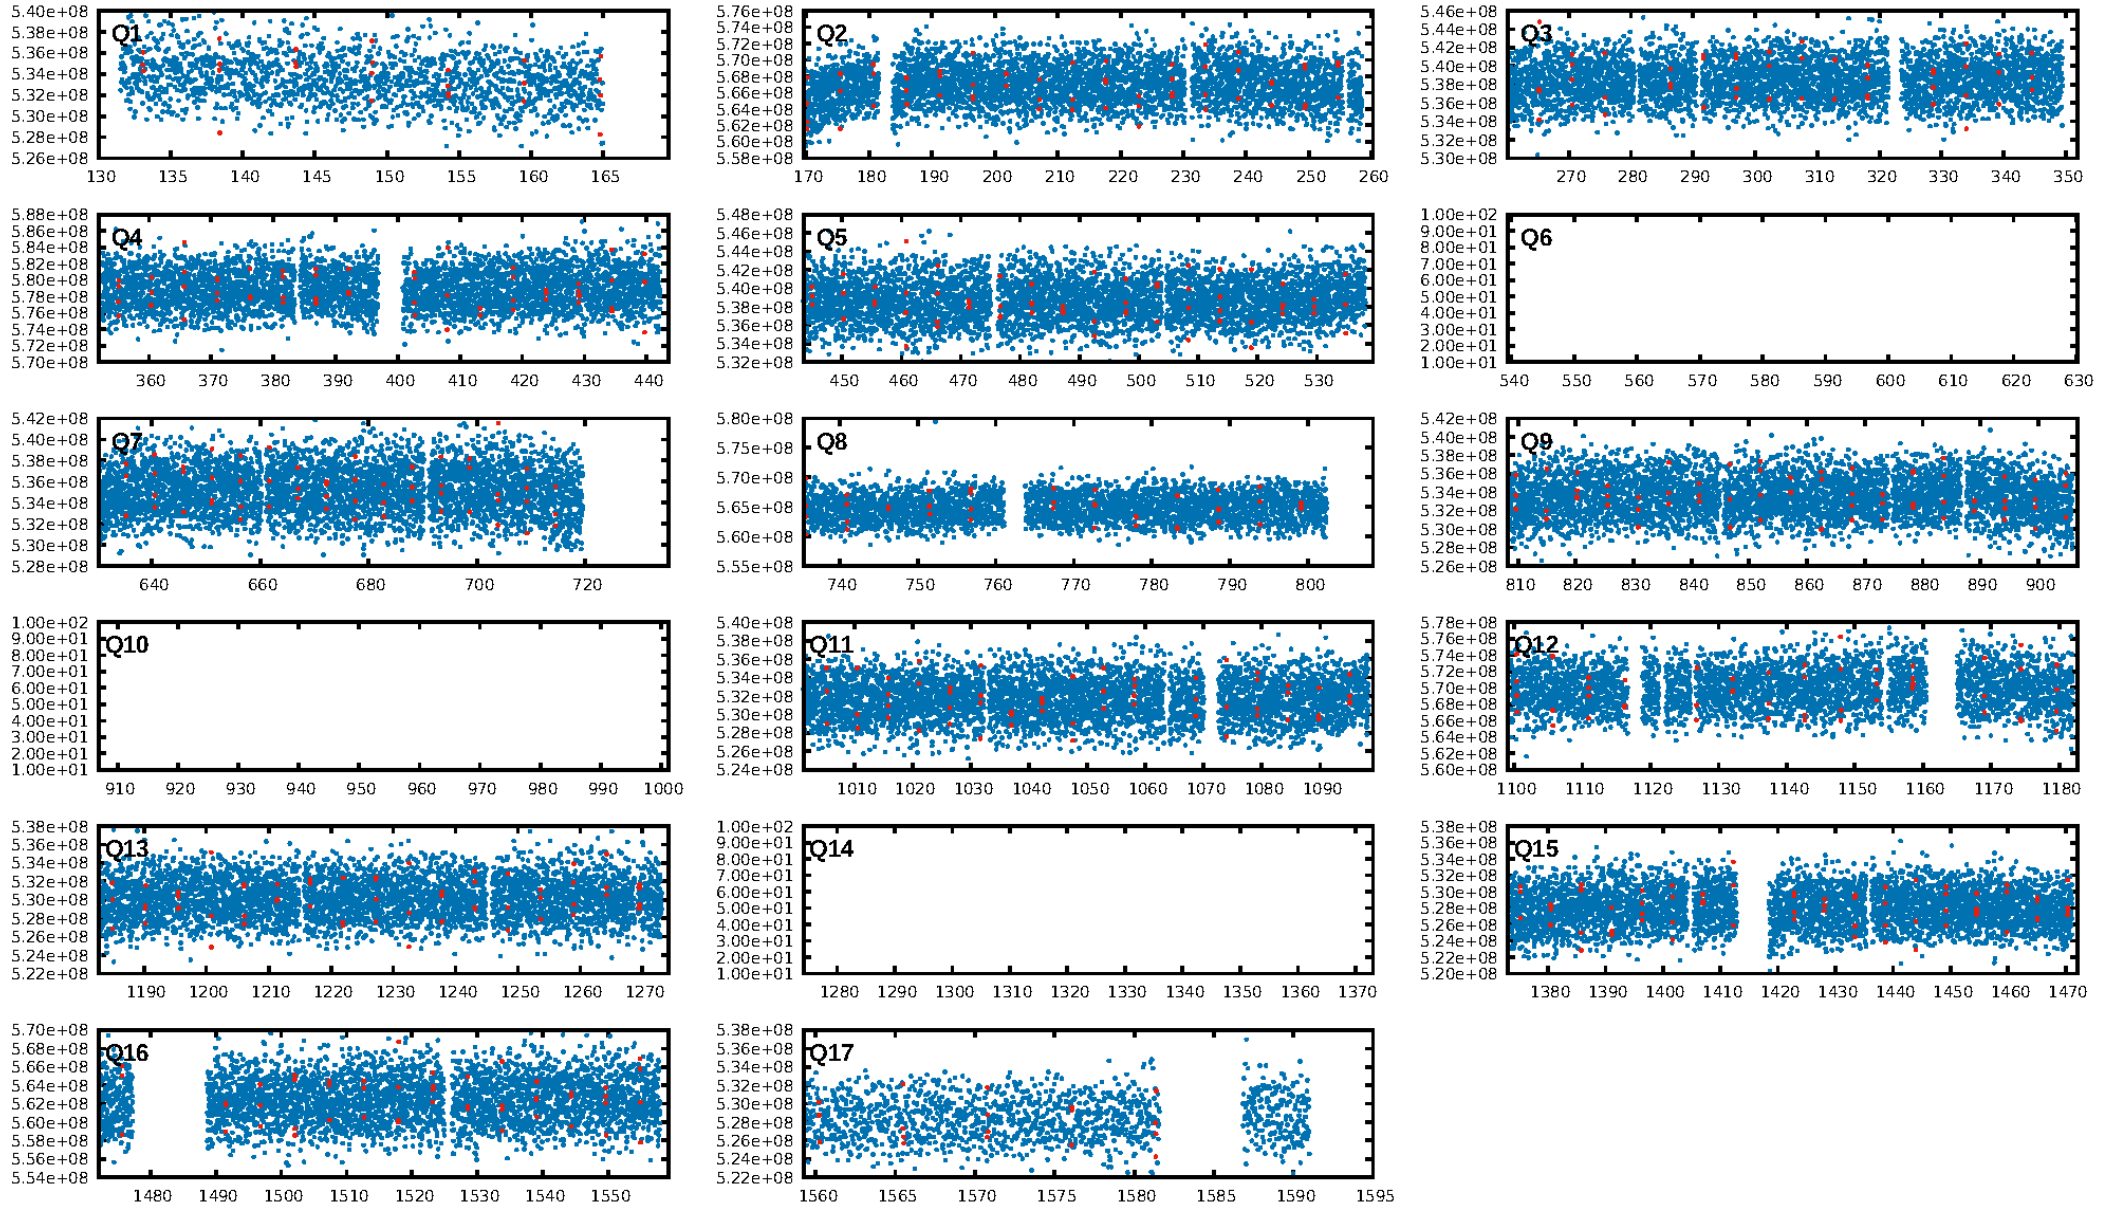 Q1
5.40e+08
5.38e+08
5.36e+08
5.34e+08
5.32e+08
5.30e+08
5.28e+08
5.26e+08
130 135 140 145 150 155 160 165
Q2
5.76e+08
5.74e+08
5.72e+08
5.70e+08
5.68e+08
5.66e+08
5.64e+08
5.62e+08
5.60e+08
5.58e+08
170 180 190 200 210 220 230 240 250 260
Q3
5.46e+08
5.44e+08
5.42e+08
5.40e+08
5.38e+08
5.36e+08
5.34e+08
5.32e+08
5.30e+08
270 280 290 300 310 320 330 340 350
Q4
5.88e+08
5.86e+08
5.84e+08
5.82e+08
5.80e+08
5.78e+08
5.76e+08
5.74e+08
5.72e+08
5.70e+08
360 370 380 390 400 410 420 430 440
Q5
5.48e+08
5.46e+08
5.44e+08
5.42e+08
5.40e+08
5.38e+08
5.36e+08
5.34e+08
5.32e+08
450 460 470 480 490 500 510 520 530
Q6
1.00e+02
9.00e+01
8.00e+01
7.00e+01
6.00e+01
5.00e+01
4.00e+01
3.00e+01
2.00e+01
1.00e+01
540 550 560 570 580 590 600 610 620 630
Q7
5.42e+08
5.40e+08
5.38e+08
5.36e+08
5.34e+08
5.32e+08
5.30e+08
5.28e+08
640 660 680 700 720
Q8
5.80e+08
5.75e+08
5.70e+08
5.65e+08
5.60e+08
5.55e+08
740 750 760 770 780 790 800
Q9
5.42e+08
5.40e+08
5.38e+08
5.36e+08
5.34e+08
5.32e+08
5.30e+08
5.28e+08
5.26e+08
810 820 830 840 850 860 870 880 890 900
Q10
1.00e+02
9.00e+01
8.00e+01
7.00e+01
6.00e+01
5.00e+01
4.00e+01
3.00e+01
2.00e+01
1.00e+01
910 920 930 940 950 960 970 980 990 1000
Q11
5.40e+08
5.38e+08
5.36e+08
5.34e+08
5.32e+08
5.30e+08
5.28e+08
5.26e+08
5.24e+08
1010 1020 1030 1040 1050 1060 1070 1080 1090
Q12
5.78e+08
5.76e+08
5.74e+08
5.72e+08
5.70e+08
5.68e+08
5.66e+08
5.64e+08
5.62e+08
5.60e+08
1100 1110 1120 1130 1140 1150 1160 1170 1180
Q13
5.38e+08
5.36e+08
5.34e+08
5.32e+08
5.30e+08
5.28e+08
5.26e+08
5.24e+08
5.22e+08
1190 1200 1210 1220 1230 1240 1250 1260 1270
Q14
1.00e+02
9.00e+01
8.00e+01
7.00e+01
6.00e+01
5.00e+01
4.00e+01
3.00e+01
2.00e+01
1.00e+01
1280 1290 1300 1310 1320 1330 1340 1350 1360 1370
Q15
5.38e+08
5.36e+08
5.34e+08
5.32e+08
5.30e+08
5.28e+08
5.26e+08
5.24e+08
5.22e+08
5.20e+08
1380 1390 1400 1410 1420 1430 1440 1450 1460 1470
Q16
5.70e+08
5.68e+08
5.66e+08
5.64e+08
5.62e+08
5.60e+08
5.58e+08
5.56e+08
5.54e+08
1480 1490 1500 1510 1520 1530 1540 1550
Q17
5.38e+08
5.36e+08
5.34e+08
5.32e+08
5.30e+08
5.28e+08
5.26e+08
5.24e+08
5.22e+08
1560 1565 1570 1575 1580 1585 1590 1595